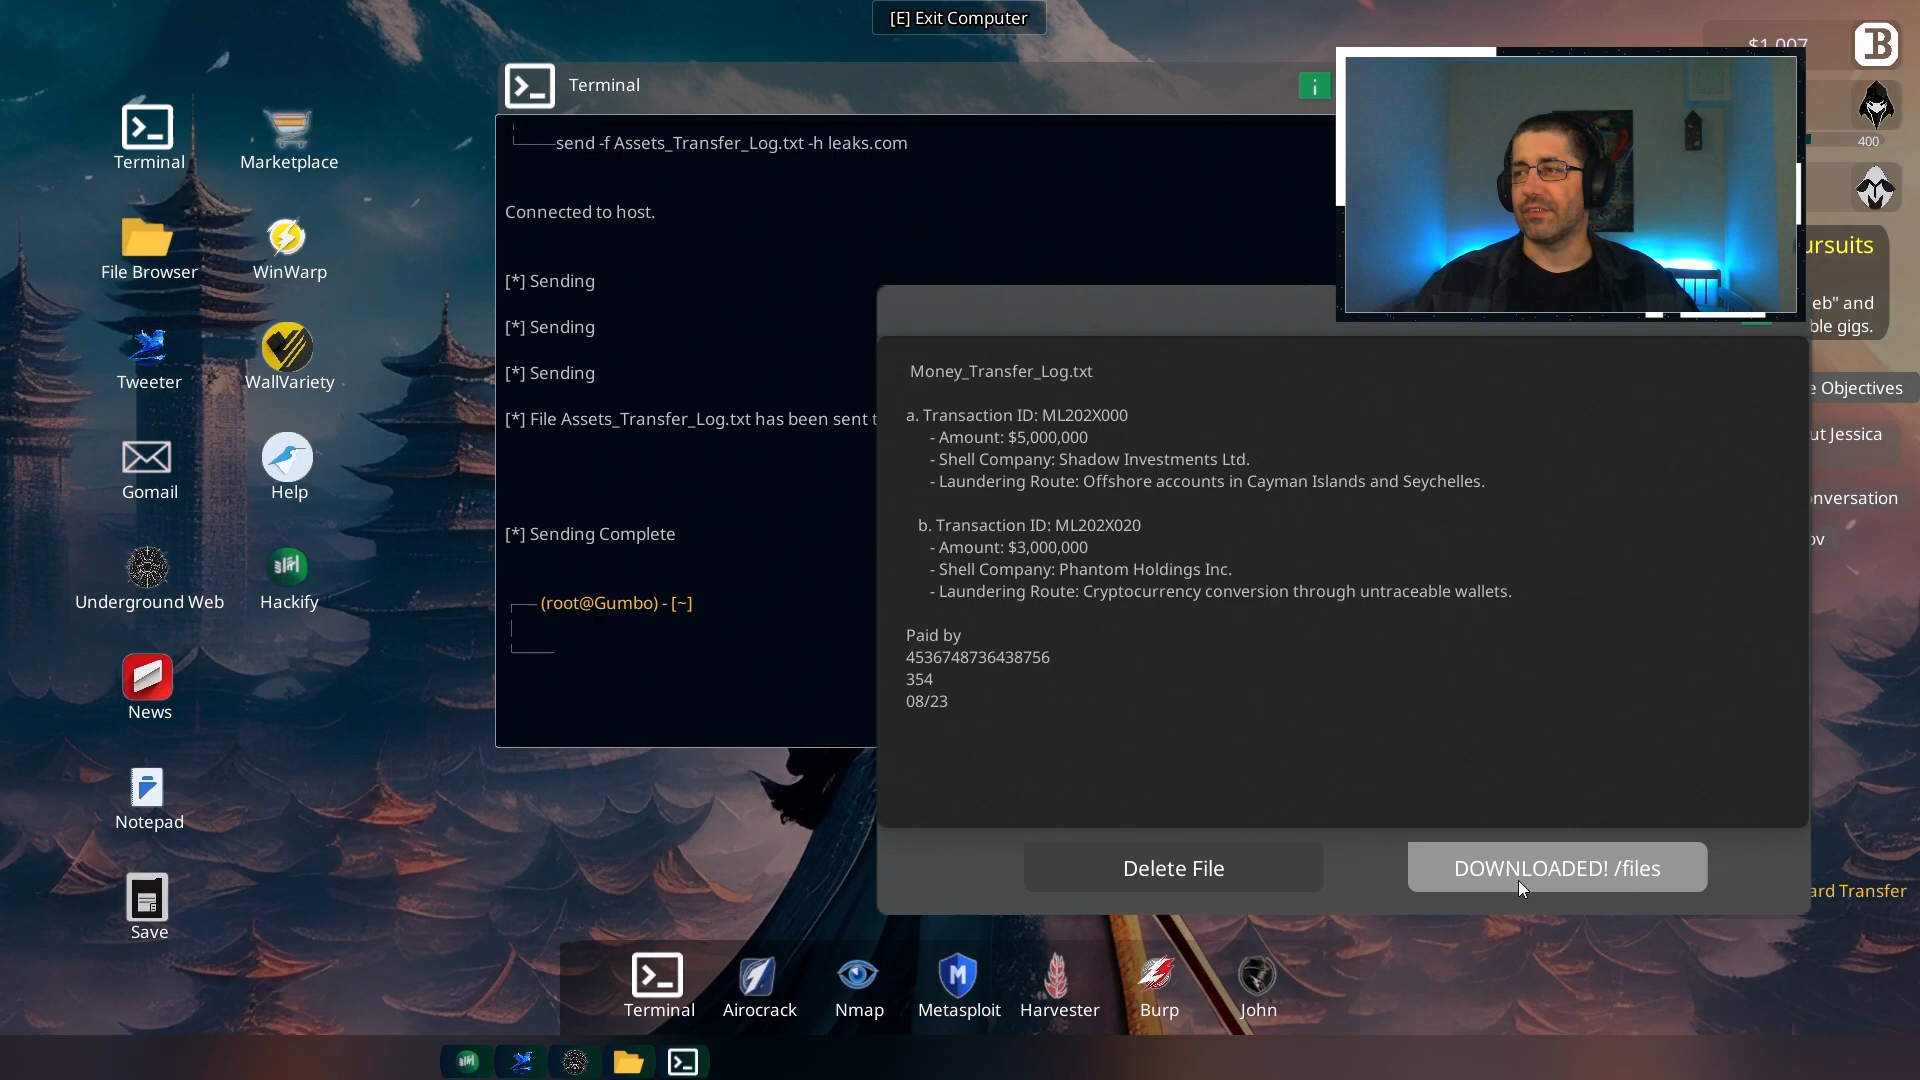 [E] Exit Computer
$1,007
400
Terminal
Marketplace
File Browser
WinWarp
Tweeter
WallVariety
Gomail
Help
Underground Web
Hackify
News
Notepad
Save
Terminal
i
send -f Assets_Transfer_Log.txt -h leaks.com
Connected to host.
[*] Sending
[*] Sending
[*] Sending
[*] File Assets_Transfer_Log.txt has been sent t
[*] Sending Complete
(root@Gumbo) - [~]
Money_Transfer_Log.txt
a. Transaction ID: ML202X000
- Amount: $5,000,000
- Shell Company: Shadow Investments Ltd.
- Laundering Route: Offshore accounts in Cayman Islands and Seychelles.
b. Transaction ID: ML202X020
- Amount: $3,000,000
- Shell Company: Phantom Holdings Inc.
- Laundering Route: Cryptocurrency conversion through untraceable wallets.
Paid by
4536748736438756
354
08/23
Delete File
DOWNLOADED! /files
ursuits
eb" and
ble gigs.
e Objectives
ut Jessica
onversation
ov
ard Transfer
Terminal
Airocrack
Nmap
Metasploit
Harvester
Burp
John